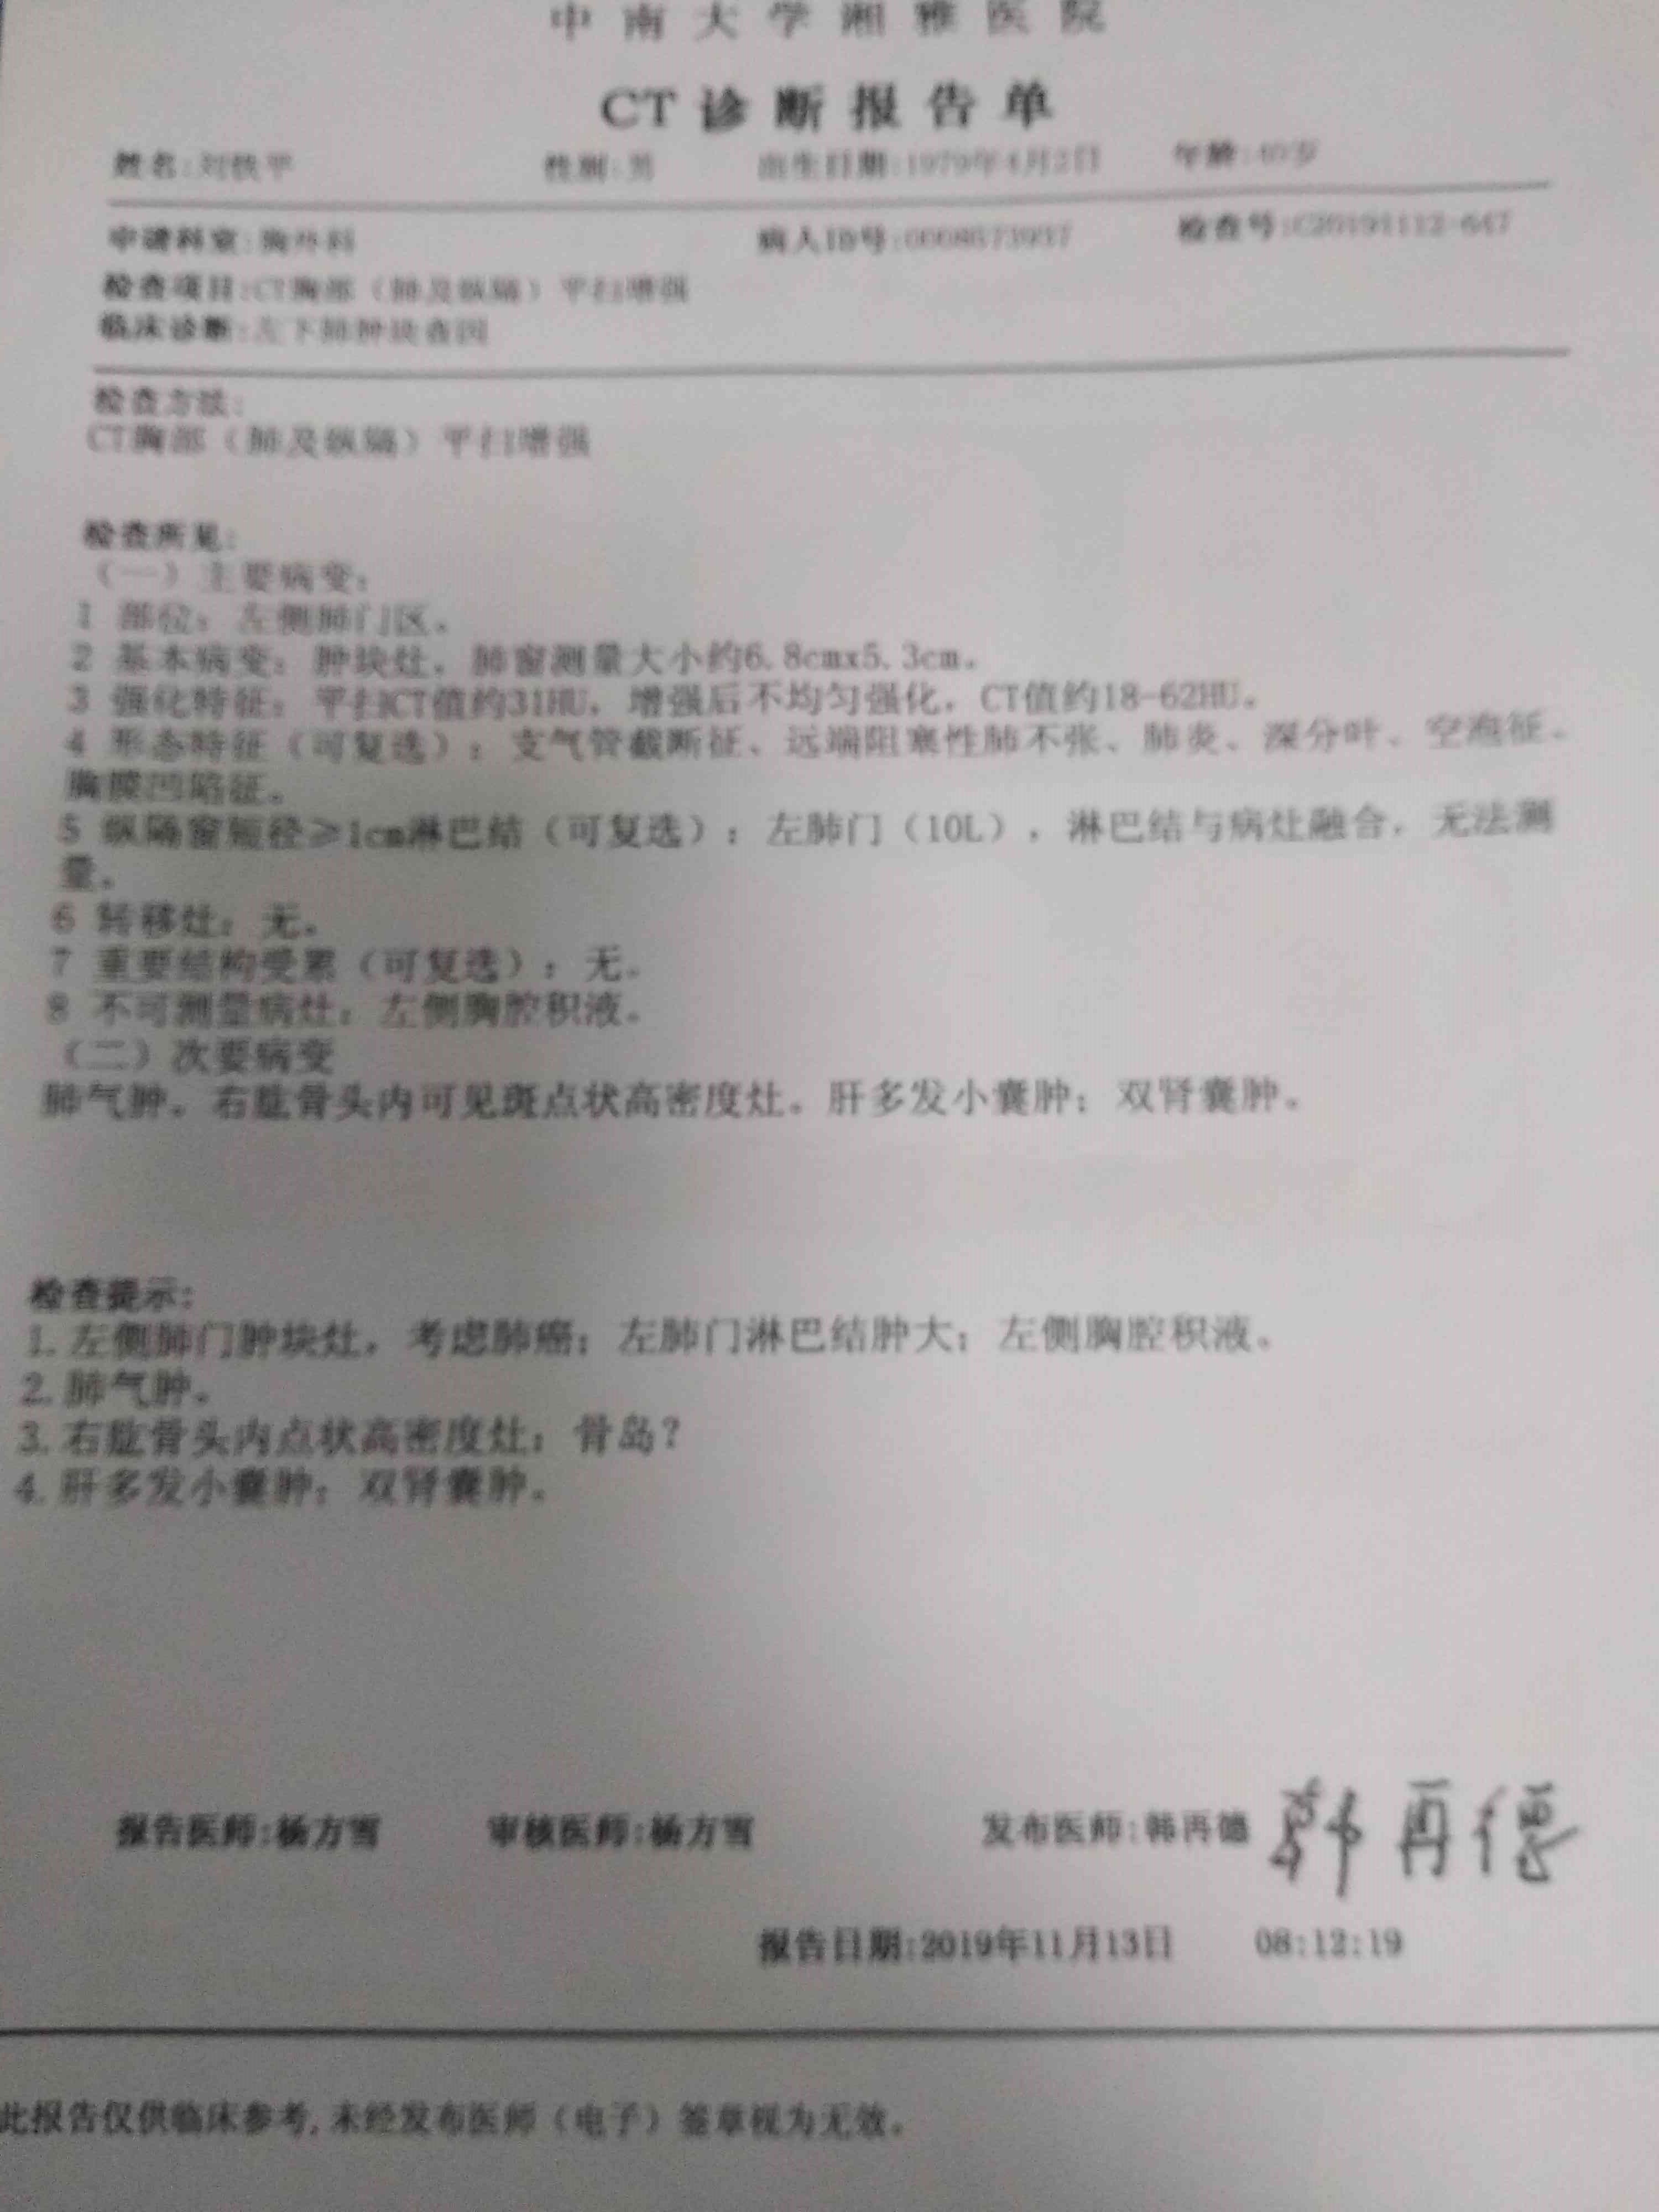 中南大学湘雅医院
CT诊断报告单
姓名:刘铁平 性别:男 出生日期:1979年4月2日 年龄:40岁
申请科室:胸外科 病人ID号:0008673937 检查号:C20191112-647
检查项目:CT胸部（肺及纵隔）平扫增强
临床诊断:左下肺肿块查因
检查方法:
CT胸部（肺及纵隔）平扫增强
检查所见:
（一）主要病变：
1 部位：左侧肺门区。
2 基本病变：肿块灶，肺窗测量大小约6.8cmx5.3cm。
3 强化特征：平扫CT值约31HU，增强后不均匀强化，CT值约18-62HU。
4 形态特征（可复选）：支气管截断征、远端阻塞性肺不张、肺炎、深分叶、空泡征、
胸膜凹陷征。
5 纵隔窗短径≥1cm淋巴结（可复选）：左肺门（10L），淋巴结与病灶融合，无法测
量。
6 转移灶：无。
7 重要结构受累（可复选）：无。
8 不可测量病灶：左侧胸腔积液。
（二）次要病变
肺气肿。右肱骨头内可见斑点状高密度灶。肝多发小囊肿；双肾囊肿。
检查提示:
1.左侧肺门肿块灶，考虑肺癌；左肺门淋巴结肿大；左侧胸腔积液。
2.肺气肿。
3.右肱骨头内点状高密度灶：骨岛？
4.肝多发小囊肿；双肾囊肿。
报告医师:杨方雪 审核医师:杨方雪 发布医师:韩再德 韩再德
报告日期:2019年11月13日 08:12:19
此报告仅供临床参考,未经发布医师（电子）签章视为无效。